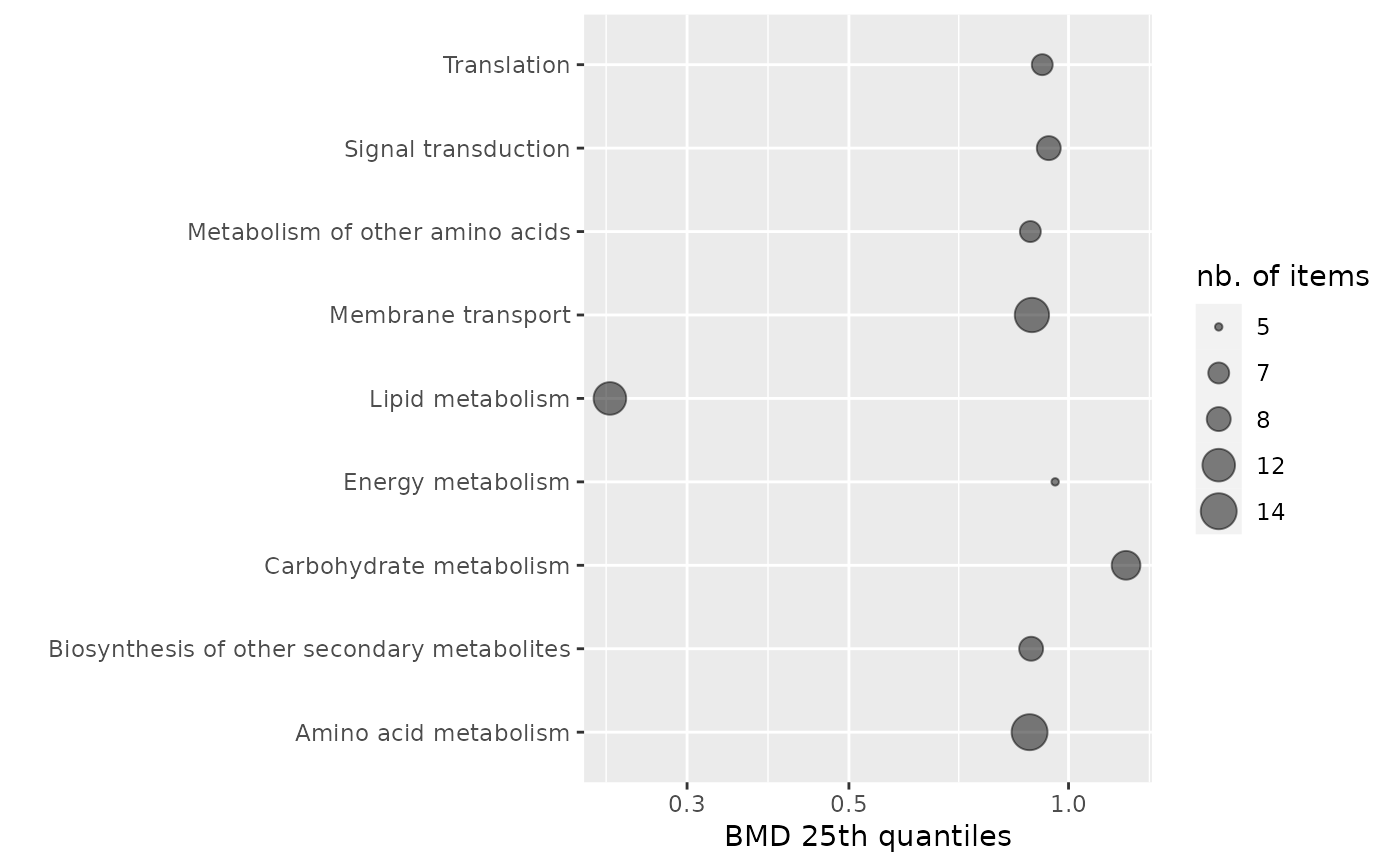 Translation
Signal transduction
Metabolism of other amino acids
Membrane transport
Lipid metabolism
Energy metabolism
Carbohydrate metabolism
Biosynthesis of other secondary metabolites
Amino acid metabolism
0.3 0.5 1.0
BMD 25th quantiles
nb. of items
5
7
8
12
14